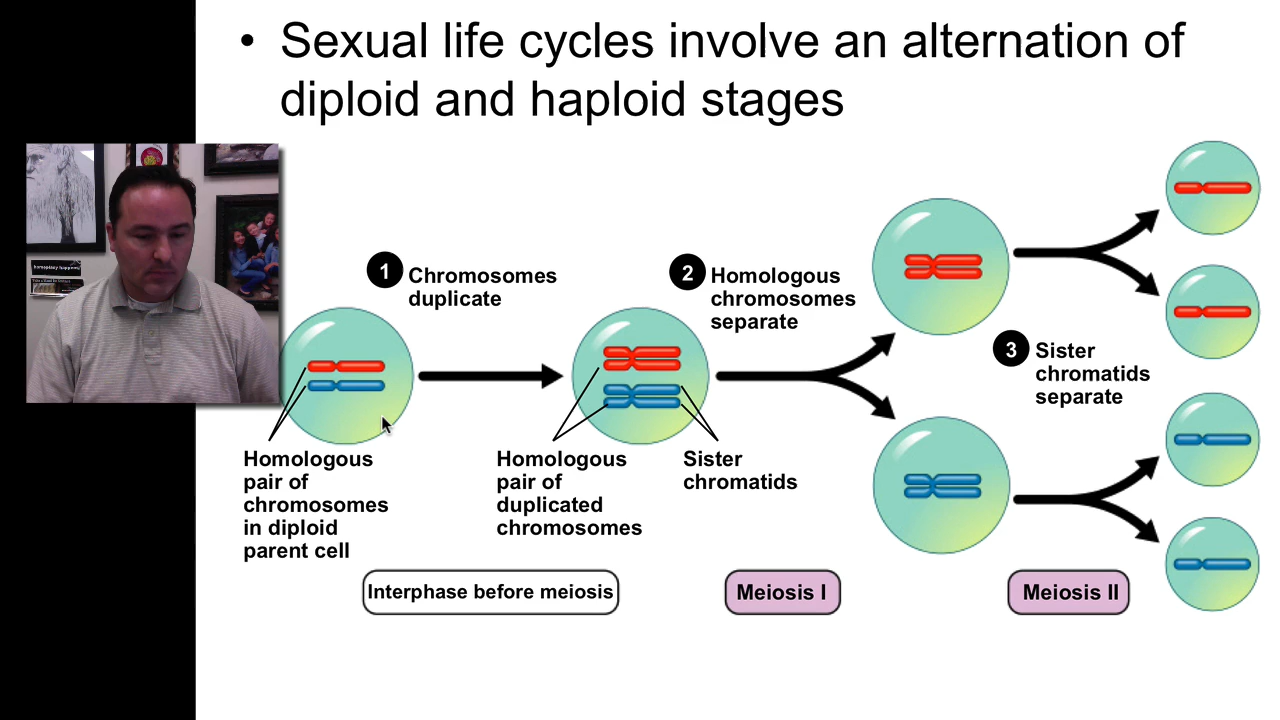 • Sexual life cycles involve an alternation of
diploid and haploid stages
1
Chromosomes
duplicate
2
Homologous
chromosomes
separate
3
Sister
chromatids
separate
Homologous
pair of
chromosomes
in diploid
parent cell
Homologous
pair of
duplicated
chromosomes
Sister
chromatids
Interphase before meiosis
Meiosis I
Meiosis II
homoplasy happens